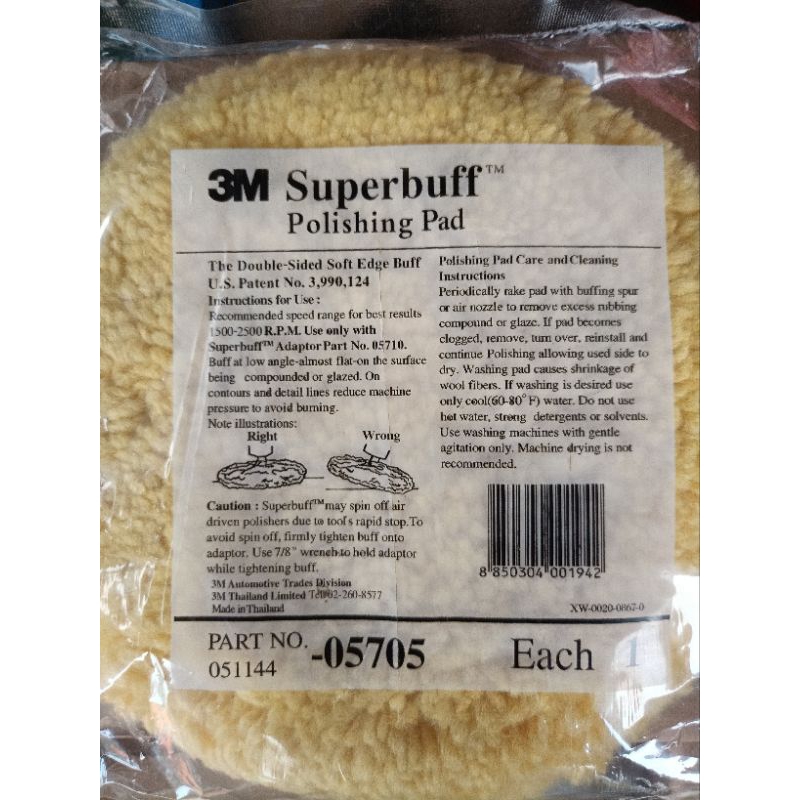 3M Superbuff™
Polishing Pad
The Double-Sided Soft Edge Buff
U.S. Patent No. 3,990,124
Instructions for Use :
Recommended speed range for best results
1500-2500 R.P.M. Use only with
Superbuff™ Adaptor Part No. 05710.
Buff at low angle-almost flat-on the surface
being compounded or glazed. On
contours and detail lines reduce machine
pressure to avoid burning.
Note illustrations:
Right Wrong
Caution : Superbuff™ may spin off air
driven polishers due to tool's rapid stop. To
avoid spin off, firmly tighten buff onto
adaptor. Use 7/8" wrench to hold adaptor
while tightening buff.
3M Automotive Trades Division
3M Thailand Limited Tel. 02-260-8577
Made in Thailand
Polishing Pad Care and Cleaning
Instructions
Periodically rake pad with buffing spur
or air nozzle to remove excess rubbing
compound or glaze. If pad becomes
clogged, remove, turn over, reinstall and
continue Polishing allowing used side to
dry. Washing pad causes shrinkage of
wool fibers. If washing is desired use
only cool(60-80°F) water. Do not use
hot water, strong detergents or solvents.
Use washing machines with gentle
agitation only. Machine drying is not
recommended.
8 850304 001942
XW-0020-0867-0
PART NO.
051144 -05705
Each 1